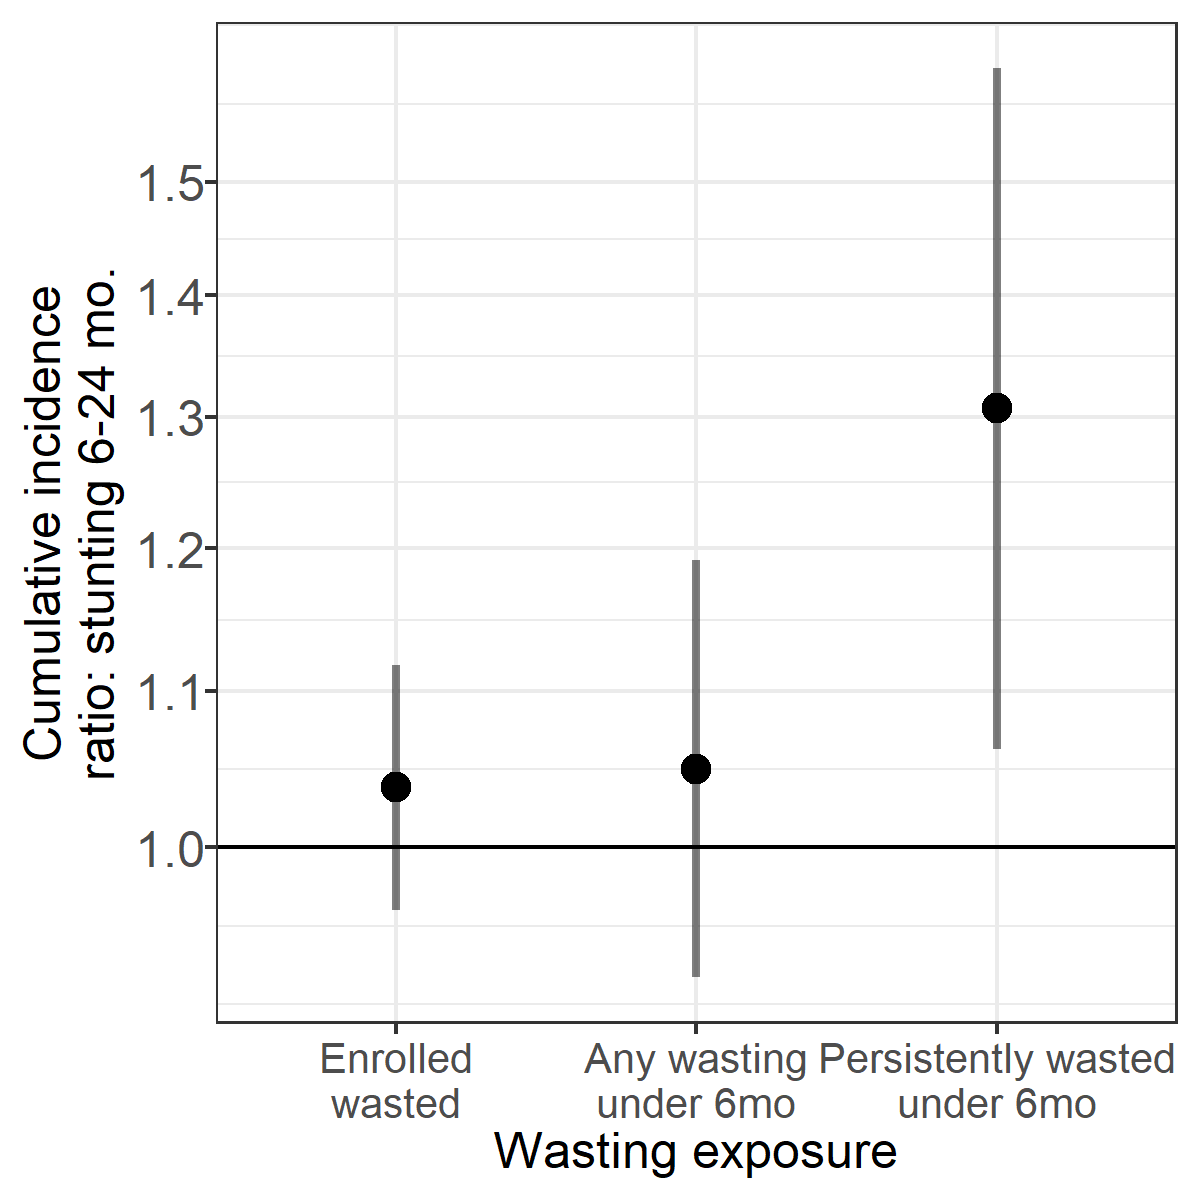 Cumulative incidence
ratio: stunting 6-24 mo.
1.5
1.4
1.3
1.2
1.1
1.0
Enrolled
wasted
Any wasting
under 6mo
Persistently wasted
under 6mo
Wasting exposure